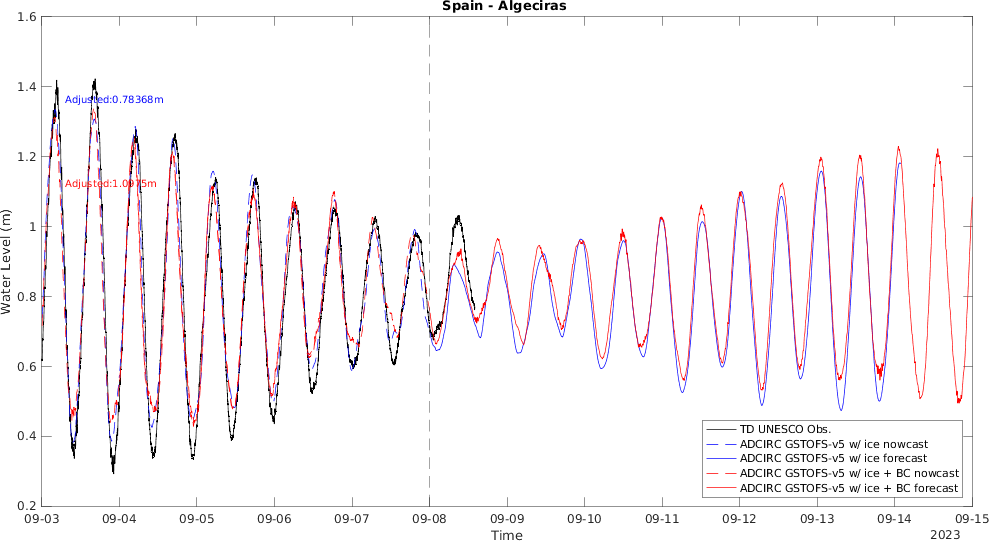 Spain - Algeciras
1.6
1.4
1.2
1
0.8
0.6
0.4
0.2
Water Level (m)
Adjusted:0.78368m
Adjusted:1.0975m
TD UNESCO Obs.
ADCIRC GSTOFS-v5 w/ ice nowcast
ADCIRC GSTOFS-v5 w/ ice forecast
ADCIRC GSTOFS-v5 w/ ice + BC nowcast
ADCIRC GSTOFS-v5 w/ ice + BC forecast
09-03 09-04 09-05 09-06 09-07 09-08 09-09 09-10 09-11 09-12 09-13 09-14 09-15
Time
2023